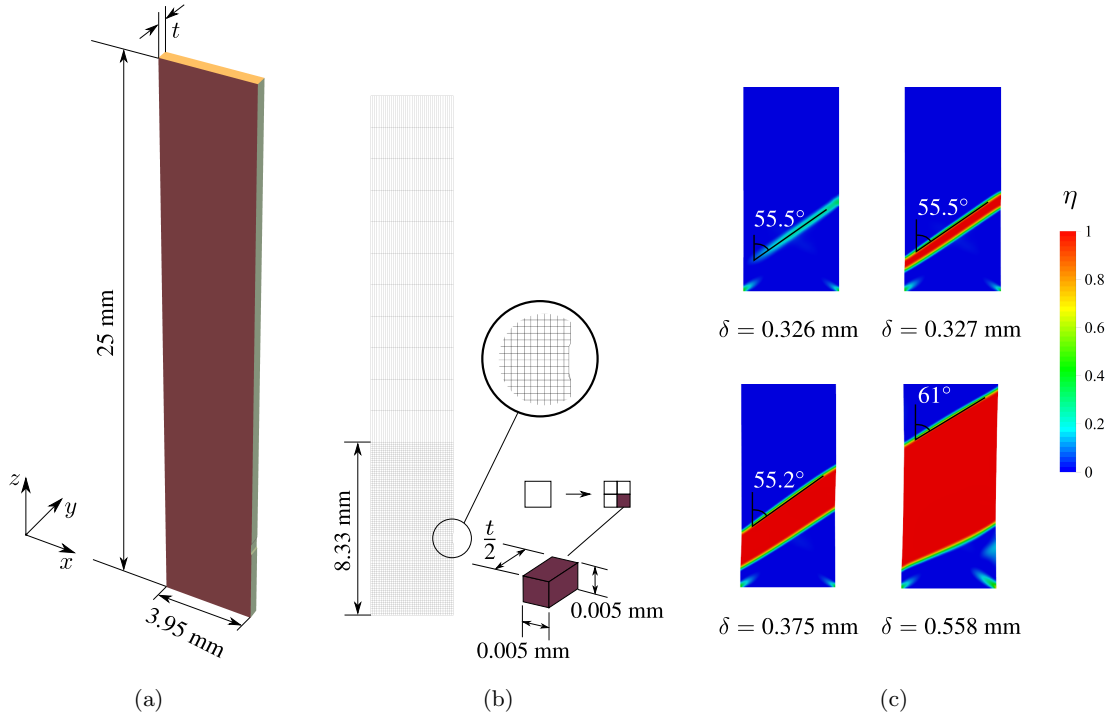 t
25 mm
3.95 mm
z
y
x
(a)
8.33 mm
t
2
0.005 mm
0.005 mm
(b)
55.5°
55.5°
δ = 0.326 mm
δ = 0.327 mm
55.2°
61°
δ = 0.375 mm
δ = 0.558 mm
η
1
0.8
0.6
0.4
0.2
0
(c)